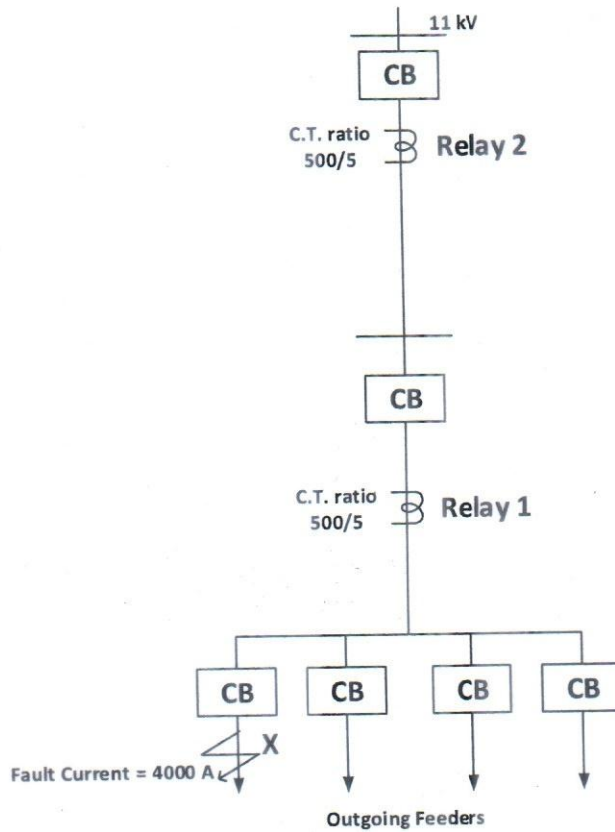 11 kV
CB
C.T. ratio
500/5
Relay 2
CB
C.T. ratio
500/5
Relay 1
CB
CB
CB
CB
X
Fault Current = 4000 A
Outgoing Feeders